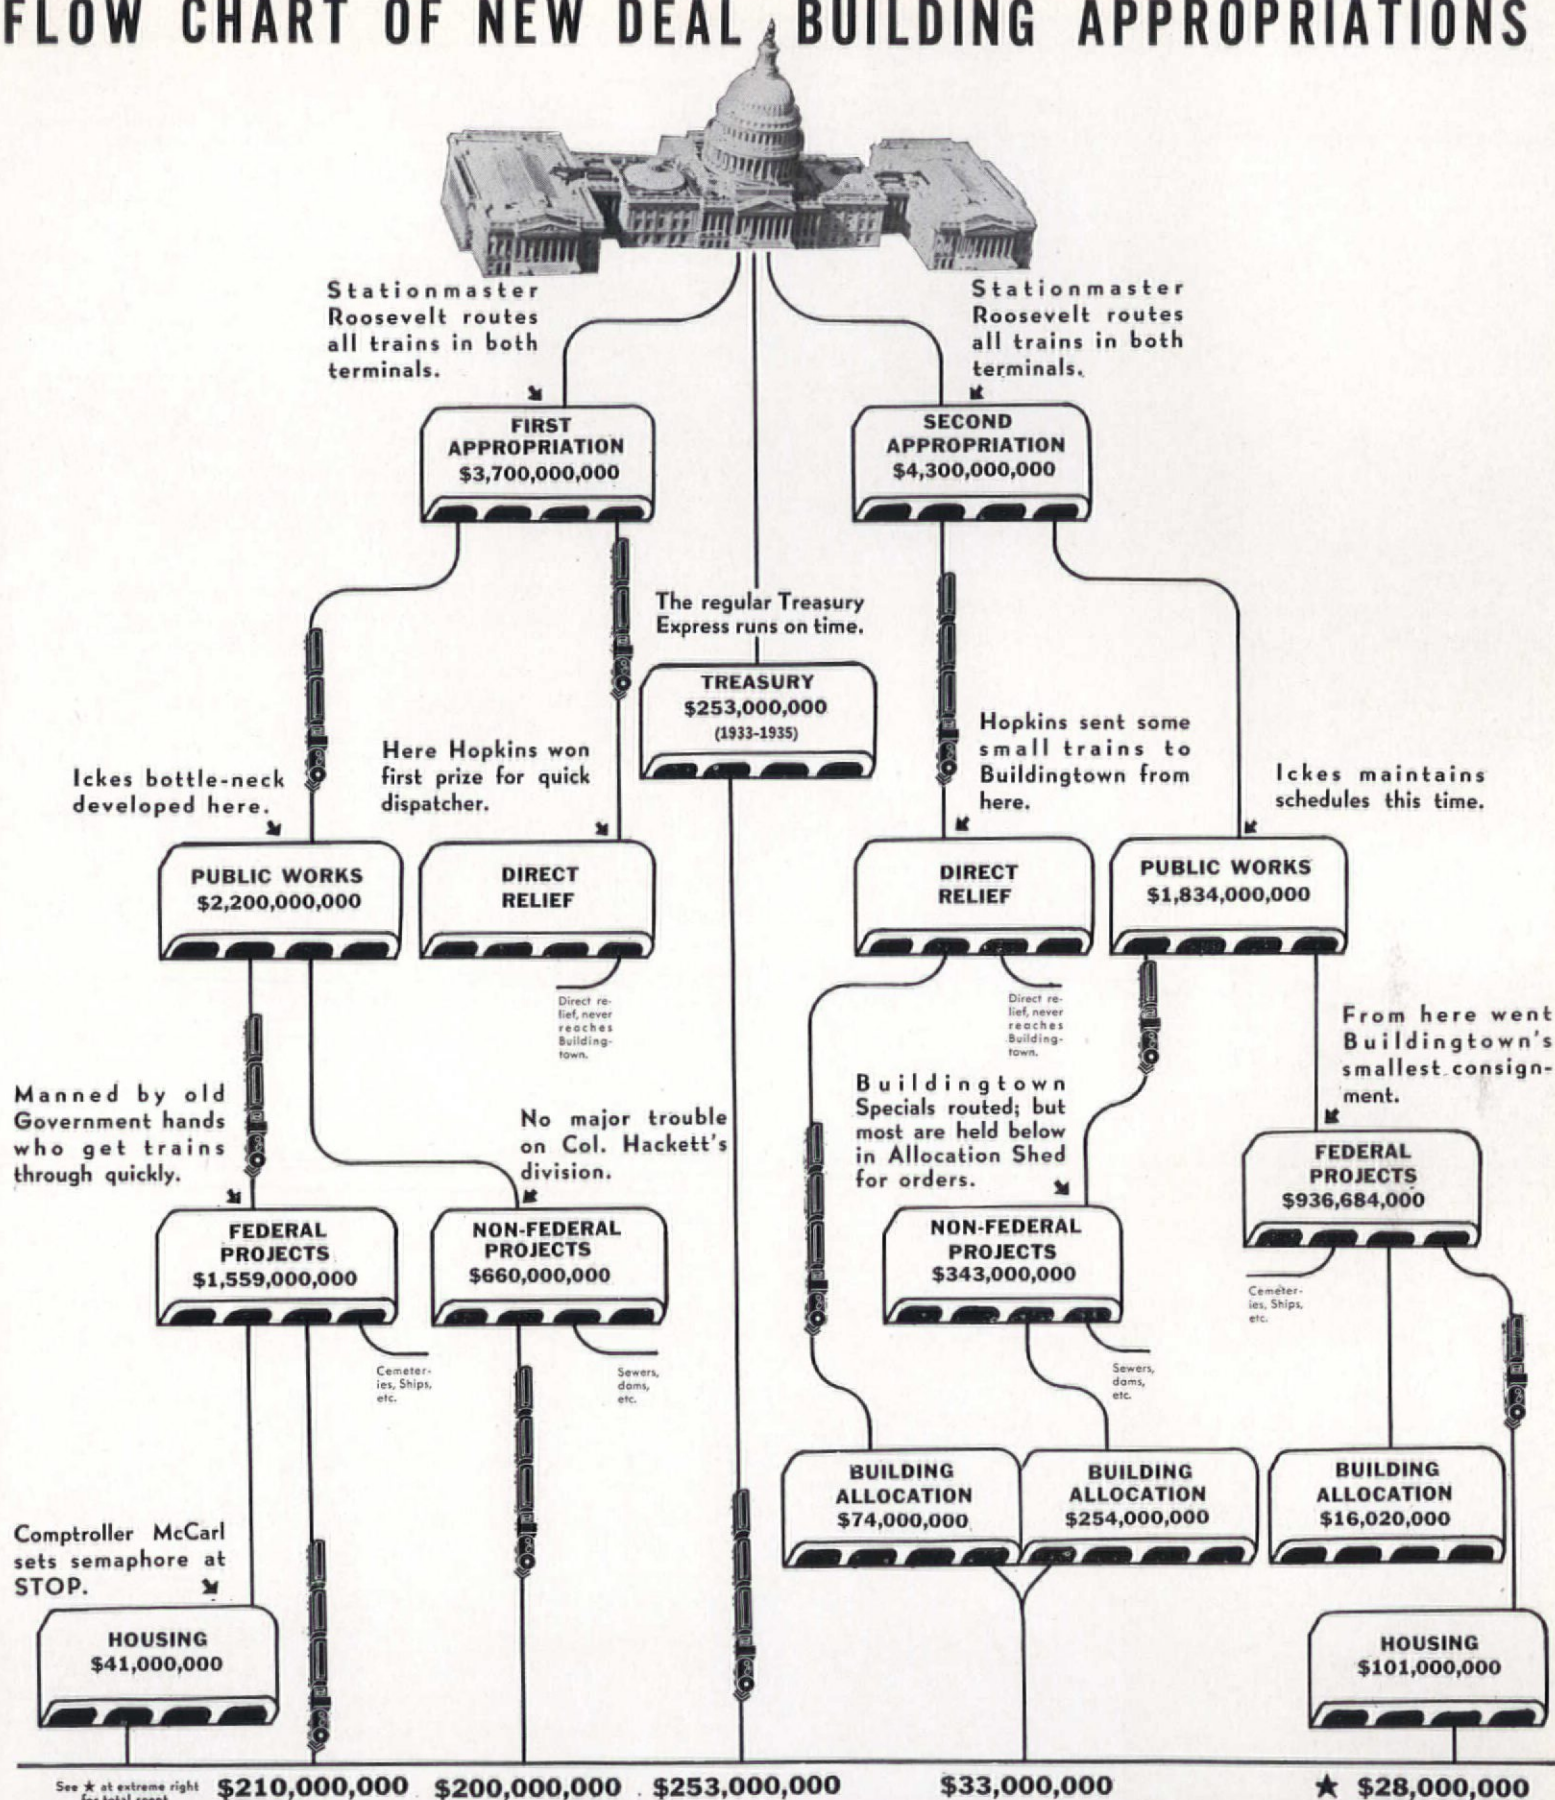 FLOW CHART OF NEW DEAL BUILDING APPROPRIATIONS
Stationmaster
Roosevelt routes
all trains in both
terminals.
Stationmaster
Roosevelt routes
all trains in both
terminals.
FIRST
APPROPRIATION
$3,700,000,000
SECOND
APPROPRIATION
$4,300,000,000
The regular Treasury
Express runs on time.
TREASURY
$253,000,000
(1933-1935)
Ickes bottle-neck
developed here.
Here Hopkins won
first prize for quick
dispatcher.
Hopkins sent some
small trains to
Buildingtown from
here.
Ickes maintains
schedules this time.
PUBLIC WORKS
$2,200,000,000
DIRECT
RELIEF
DIRECT
RELIEF
PUBLIC WORKS
$1,834,000,000
Direct re-
lief, never
reaches
Building-
town.
Direct re-
lief, never
reaches
Building-
town.
From here went
Buildingtown's
smallest consign-
ment.
Manned by old
Government hands
who get trains
through quickly.
No major trouble
on Col. Hackett's
division.
Buildingtown
Specials routed; but
most are held below
in Allocation Shed
for orders.
FEDERAL
PROJECTS
$1,559,000,000
NON-FEDERAL
PROJECTS
$660,000,000
NON-FEDERAL
PROJECTS
$343,000,000
FEDERAL
PROJECTS
$936,684,000
Cemeter-
ies, Ships,
etc.
Sewers,
dams,
etc.
Sewers,
dams,
etc.
Cemeter-
ies, Ships,
etc.
BUILDING
ALLOCATION
$74,000,000
BUILDING
ALLOCATION
$254,000,000
BUILDING
ALLOCATION
$16,020,000
Comptroller McCarl
sets semaphore at
STOP.
HOUSING
$41,000,000
HOUSING
$101,000,000
See ★ at extreme right
for total spent
$210,000,000 $200,000,000 $253,000,000 $33,000,000 ★ $28,000,000